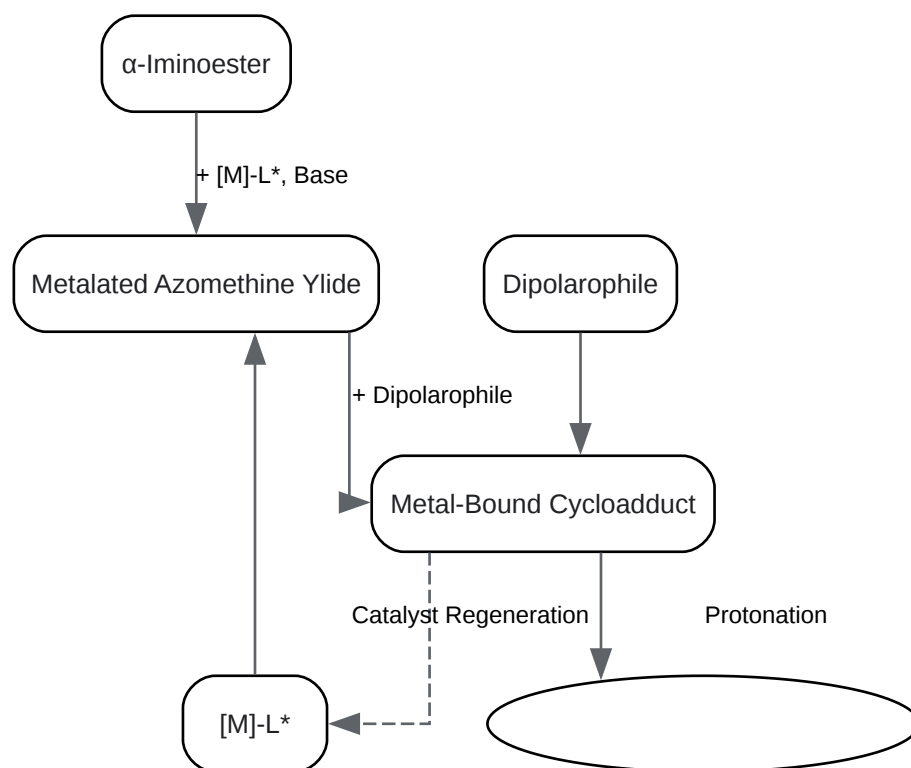 α-Iminoester
+ [M]-L*, Base
Metalated Azomethine Ylide
Dipolarophile
+ Dipolarophile
Metal-Bound Cycloadduct
Catalyst Regeneration
Protonation
[M]-L*